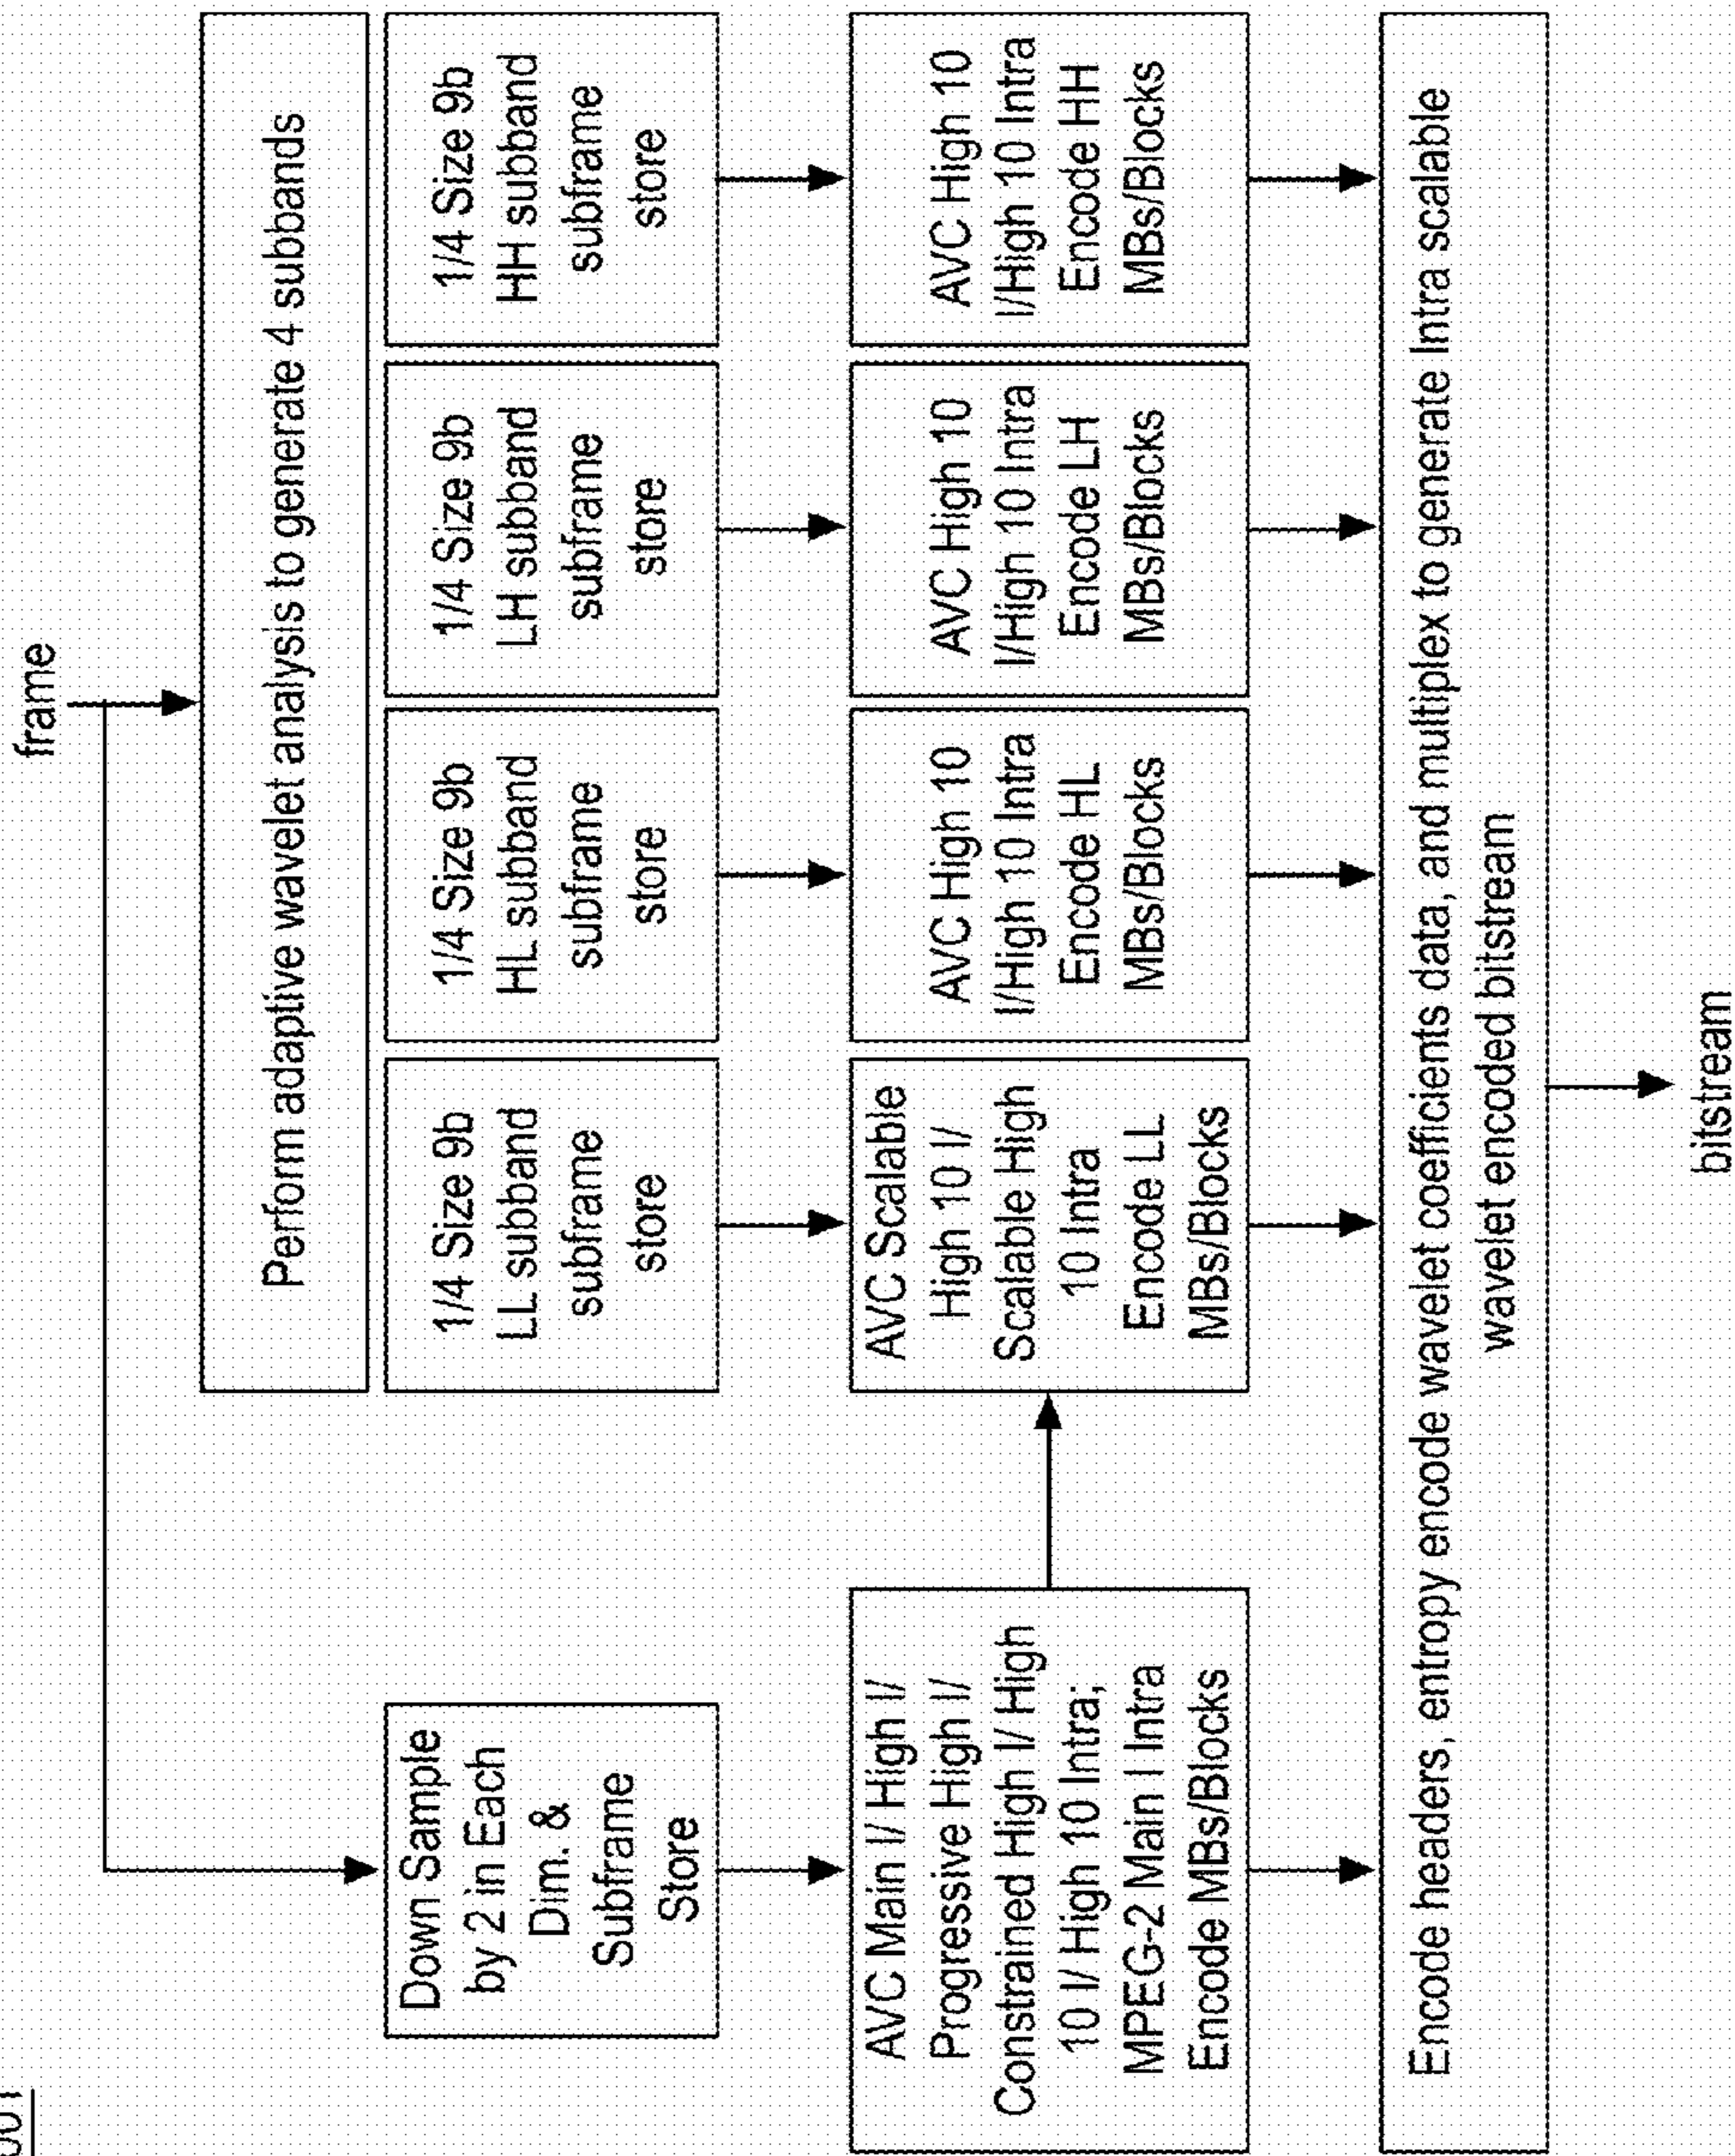 frame
Perform adaptive wavelet analysis to generate 4 subbands
Down Sample
by 2 in Each
Dim. &
Subframe
Store
1/4 Size 9b
LL subband
subframe
store
1/4 Size 9b
HL subband
subframe
store
1/4 Size 9b
LH subband
subframe
store
1/4 Size 9b
HH subband
subframe
store
AVC Main I/ High I/
Progressive High I/
Constrained High I/ High
10 I/ High 10 Intra;
MPEG-2 Main I Intra
Encode MBs/Blocks
AVC Scalable
High 10 I/
Scalable High
10 Intra
Encode LL
MBs/Blocks
AVC High 10
I/High 10 Intra
Encode HL
MBs/Blocks
AVC High 10
I/High 10 Intra
Encode LH
MBs/Blocks
AVC High 10
I/High 10 Intra
Encode HH
MBs/Blocks
Encode headers, entropy encode wavelet coefficients data, and multiplex to generate Intra scalable
wavelet encoded bitstream
bitstream